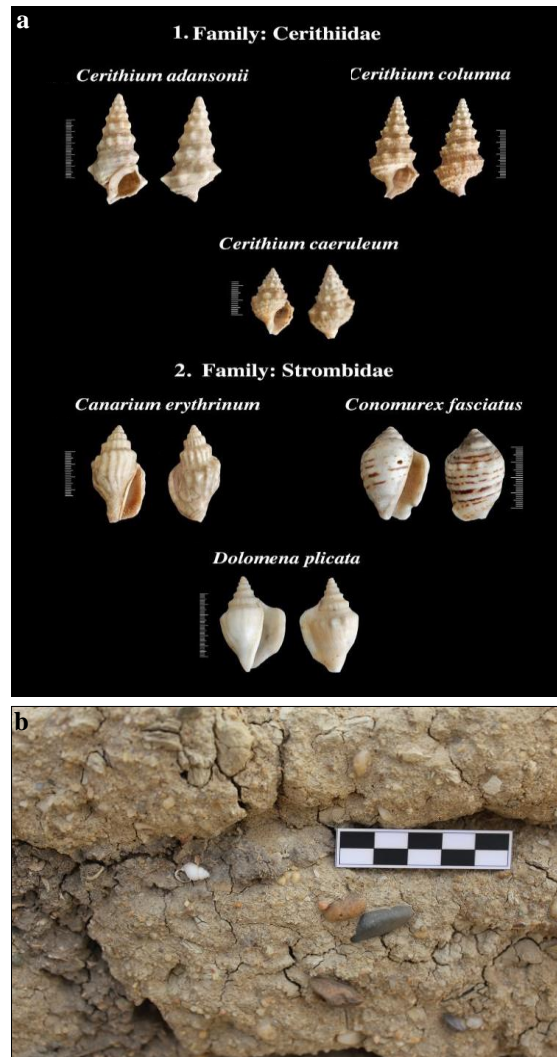 a
1. Family: Cerithiidae
Cerithium adansonii
Cerithium columna
Cerithium caeruleum
2. Family: Strombidae
Canarium erythrinum
Conomurex fasciatus
Dolomena plicata
b